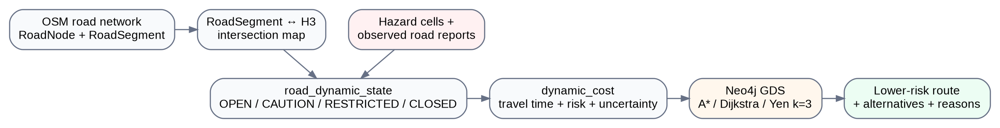 OSM road network
RoadNode + RoadSegment
RoadSegment ↔ H3
intersection map
Hazard cells +
observed road reports
road_dynamic_state
OPEN / CAUTION / RESTRICTED / CLOSED
dynamic_cost
travel time + risk + uncertainty
Neo4j GDS
A* / Dijkstra / Yen k=3
Lower-risk route
+ alternatives + reasons